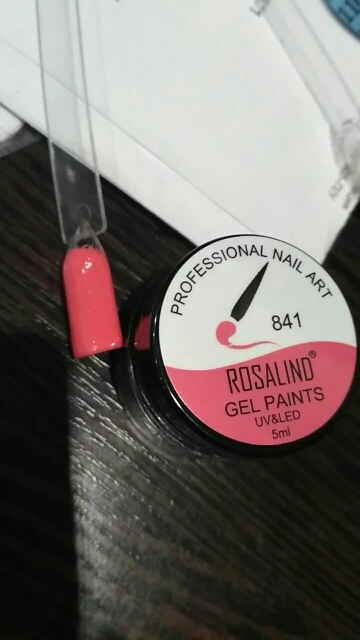 PROFESSIONAL NAIL ART
841
ROSALIND®
GEL PAINTS
UV&LED
5ml